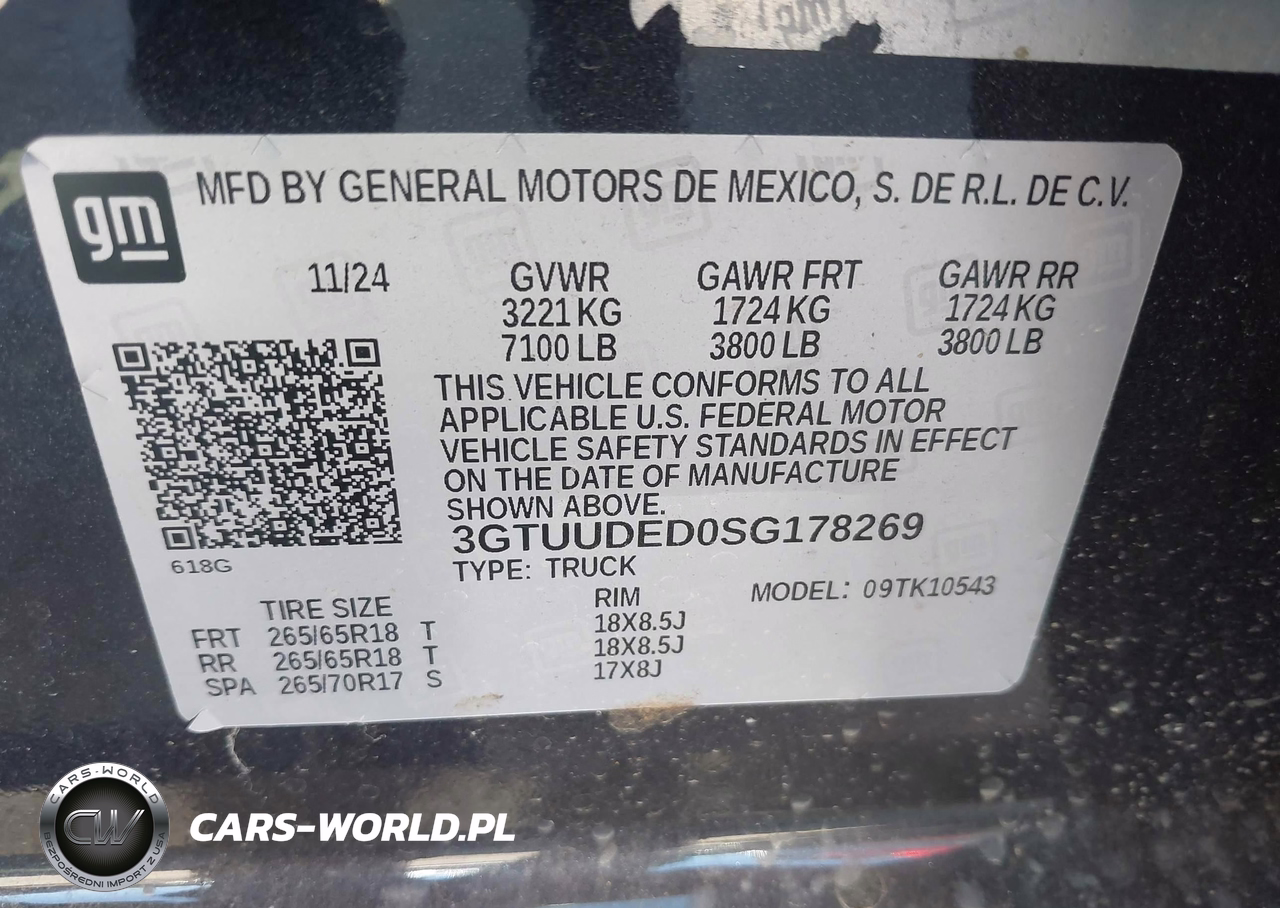 gm
MFD BY GENERAL MOTORS DE MEXICO, S. DE R.L. DE C.V.
11/24 GVWR GAWR FRT GAWR RR
3221 KG 1724 KG 1724 KG
7100 LB 3800 LB 3800 LB
THIS VEHICLE CONFORMS TO ALL
APPLICABLE U.S. FEDERAL MOTOR
VEHICLE SAFETY STANDARDS IN EFFECT
ON THE DATE OF MANUFACTURE
SHOWN ABOVE.
3GTUUDED0SG178269
618G
TYPE: TRUCK
MODEL: 09TK10543
TIRE SIZE RIM
FRT 265/65R18 T 18X8.5J
RR 265/65R18 T 18X8.5J
SPA 265/70R17 S 17X8J
CARS-WORLD
CW
BEZPOŚREDNI IMPORT Z USA
CARS-WORLD.PL